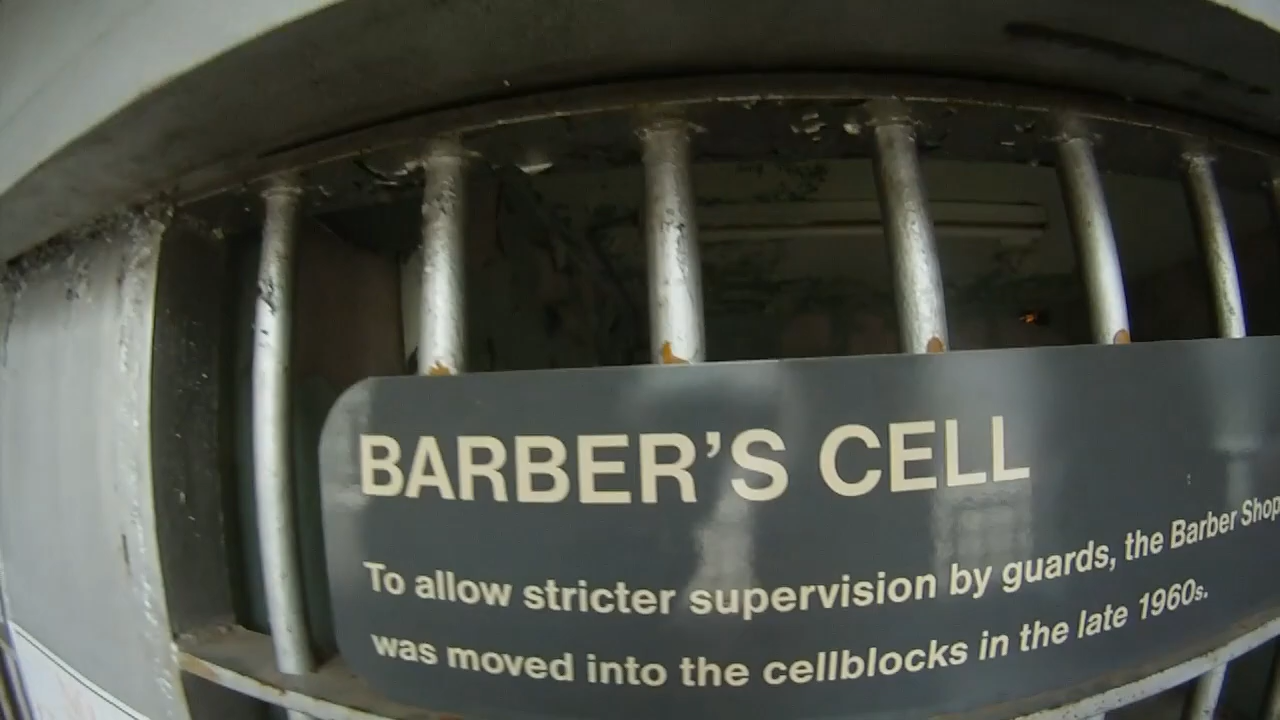 BARBER'S CELL
To allow stricter supervision by guards, the Barber Shop
was moved into the cellblocks in the late 1960s.